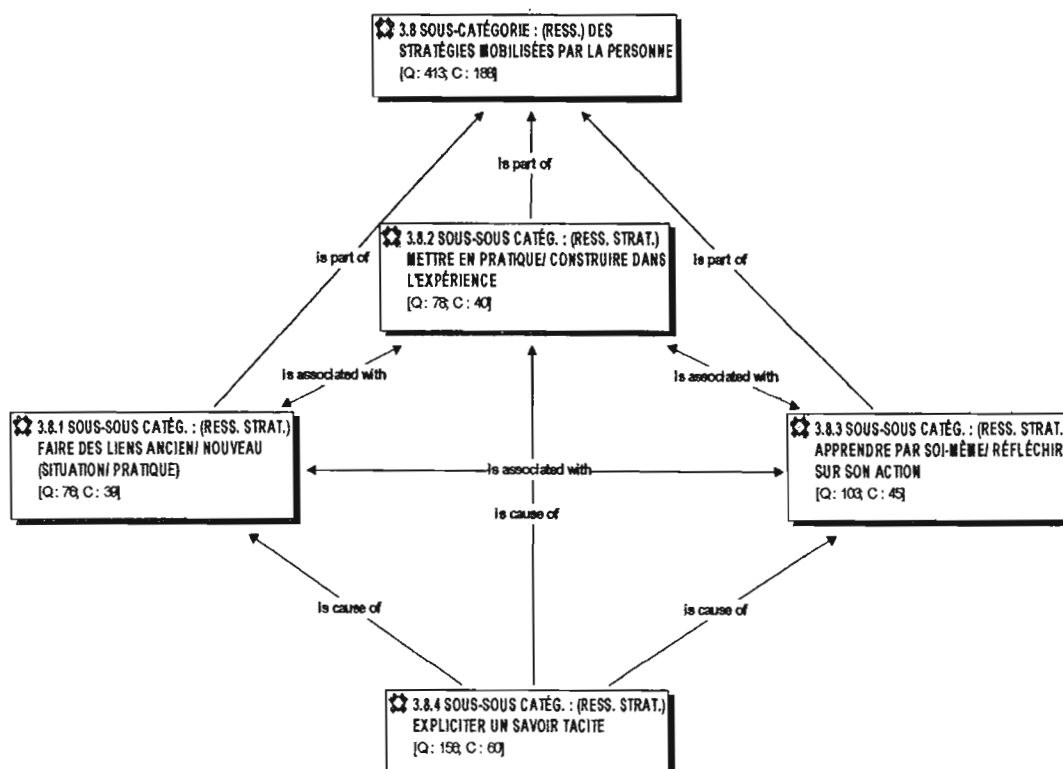 3.8 SOUS-CATÉGORIE : (RESS.) DES
STRATÉGIES MOBILISÉES PAR LA PERSONNE
[Q : 413; C : 188]
is part of
3.8.2 SOUS-SOUS CATÉG. : (RESS. STRAT.)
METTRE EN PRATIQUE/ CONSTRUIRE DANS
L'EXPÉRIENCE
[Q : 78; C : 40]
is part of
is part of
is associated with
is associated with
3.8.1 SOUS-SOUS CATÉG. : (RESS. STRAT.)
FAIRE DES LIENS ANCIEN/ NOUVEAU
(SITUATION/ PRATIQUE)
[Q : 76; C : 39]
3.8.3 SOUS-SOUS CATÉG. : (RESS. STRAT.
APPRENDRE PAR SOI-MÊME/ RÉFLÉCHIR
SUR SON ACTION
[Q : 103; C : 45]
is associated with
is cause of
is cause of
is cause of
3.8.4 SOUS-SOUS CATÉG. : (RESS. STRAT.)
EXPLICITER UN SAVOIR TACITE
[Q : 156; C : 60]